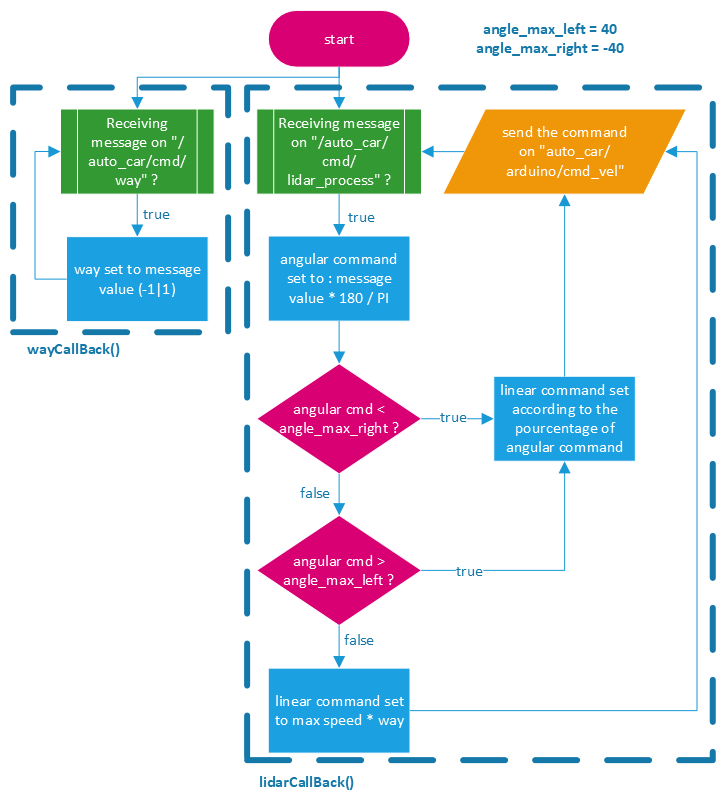 start
angle_max_left = 40
angle_max_right = -40
Receiving
message on "/
auto_car/cmd/
way" ?
true
way set to message
value (-1|1)
wayCallBack()
Receiving message
on "/auto_car/
cmd/
lidar_process" ?
send the command
on "auto_car/
arduino/cmd_vel"
true
angular command
set to : message
value * 180 / PI
angular cmd <
angle_max_right ?
true
linear command set
according to the
pourcentage of
angular command
false
angular cmd >
angle_max_left ?
true
false
linear command set
to max speed * way
lidarCallBack()